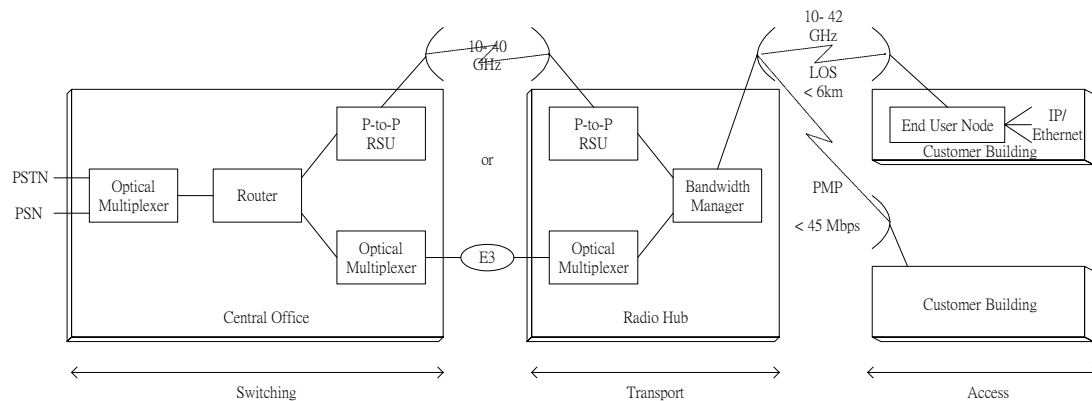 10- 40
GHz
10- 42
GHz
LOS
< 6km
P-to-P
RSU
P-to-P
RSU
End User Node
IP/
Ethernet
Customer Building
or
PSTN
PSN
Optical
Multiplexer
Router
Bandwidth
Manager
PMP
< 45 Mbps
Optical
Multiplexer
E3
Optical
Multiplexer
Central Office
Radio Hub
Customer Building
Switching
Transport
Access